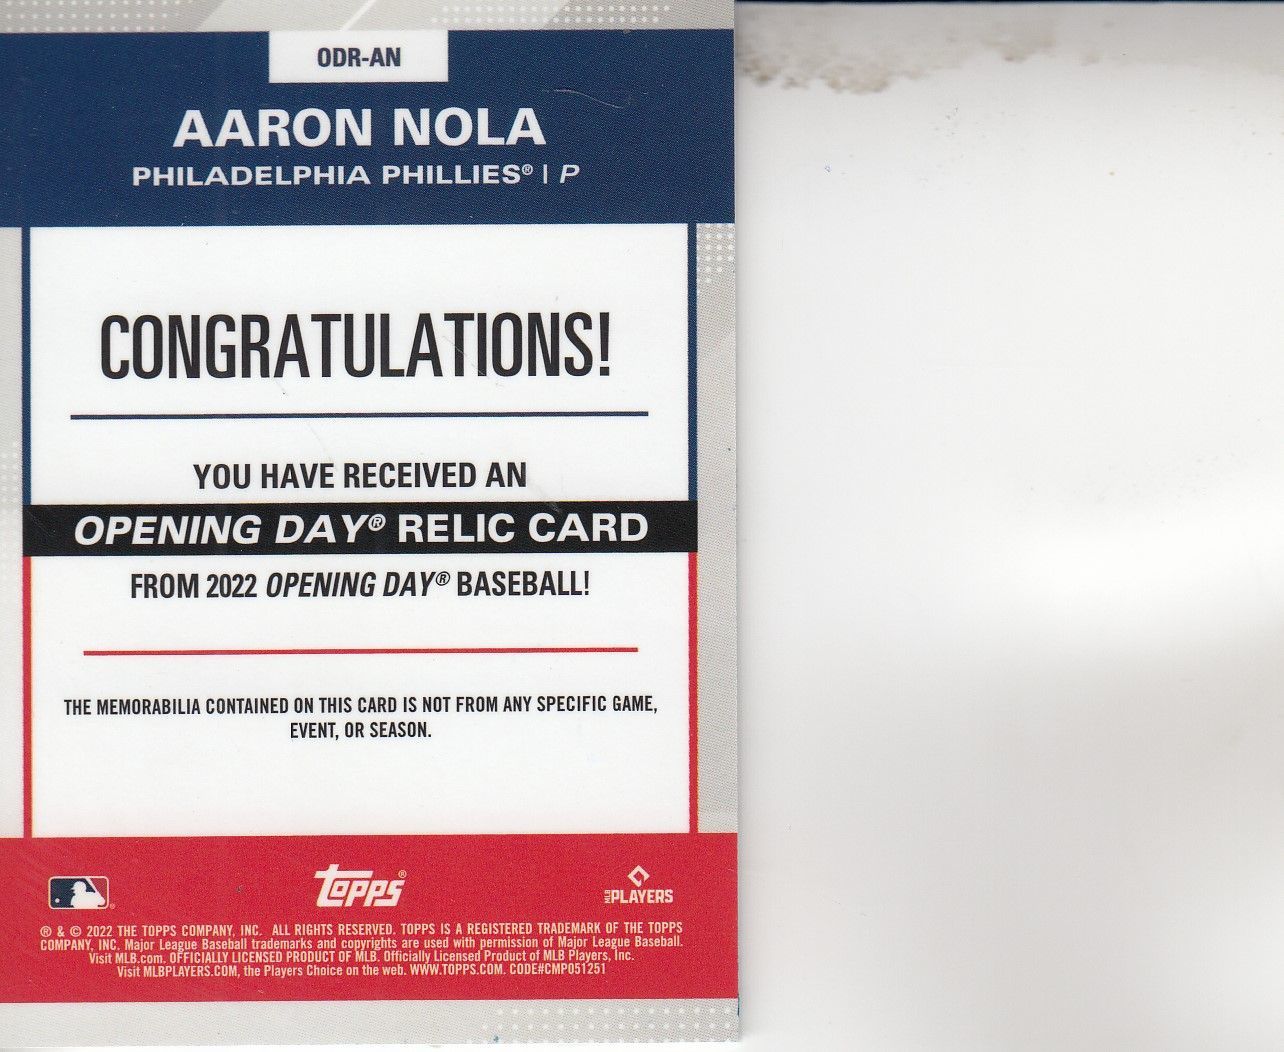 ODR-AN
AARON NOLA
PHILADELPHIA PHILLIES® | P
CONGRATULATIONS!
YOU HAVE RECEIVED AN
OPENING DAY® RELIC CARD
FROM 2022 OPENING DAY® BASEBALL!
THE MEMORABILIA CONTAINED ON THIS CARD IS NOT FROM ANY SPECIFIC GAME,
EVENT, OR SEASON.
Topps®
MLB PLAYERS
® & © 2022 THE TOPPS COMPANY, INC. ALL RIGHTS RESERVED. TOPPS IS A REGISTERED TRADEMARK OF THE TOPPS
COMPANY, INC. Major League Baseball trademarks and copyrights are used with permission of Major League Baseball.
Visit MLB.com. OFFICIALLY LICENSED PRODUCT OF MLB. Officially Licensed Product of MLB Players, Inc.
Visit MLBPLAYERS.COM, the Players Choice on the web. WWW.TOPPS.COM. CODE#CMP051251